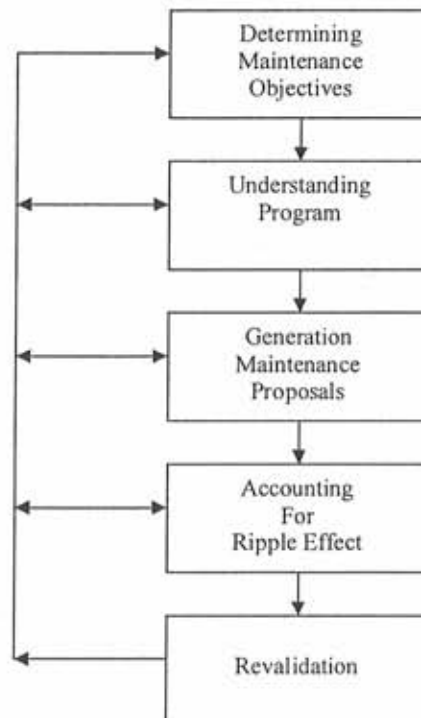 Determining
Maintenance
Objectives
Understanding
Program
Generation
Maintenance
Proposals
Accounting
For
Ripple Effect
Revalidation